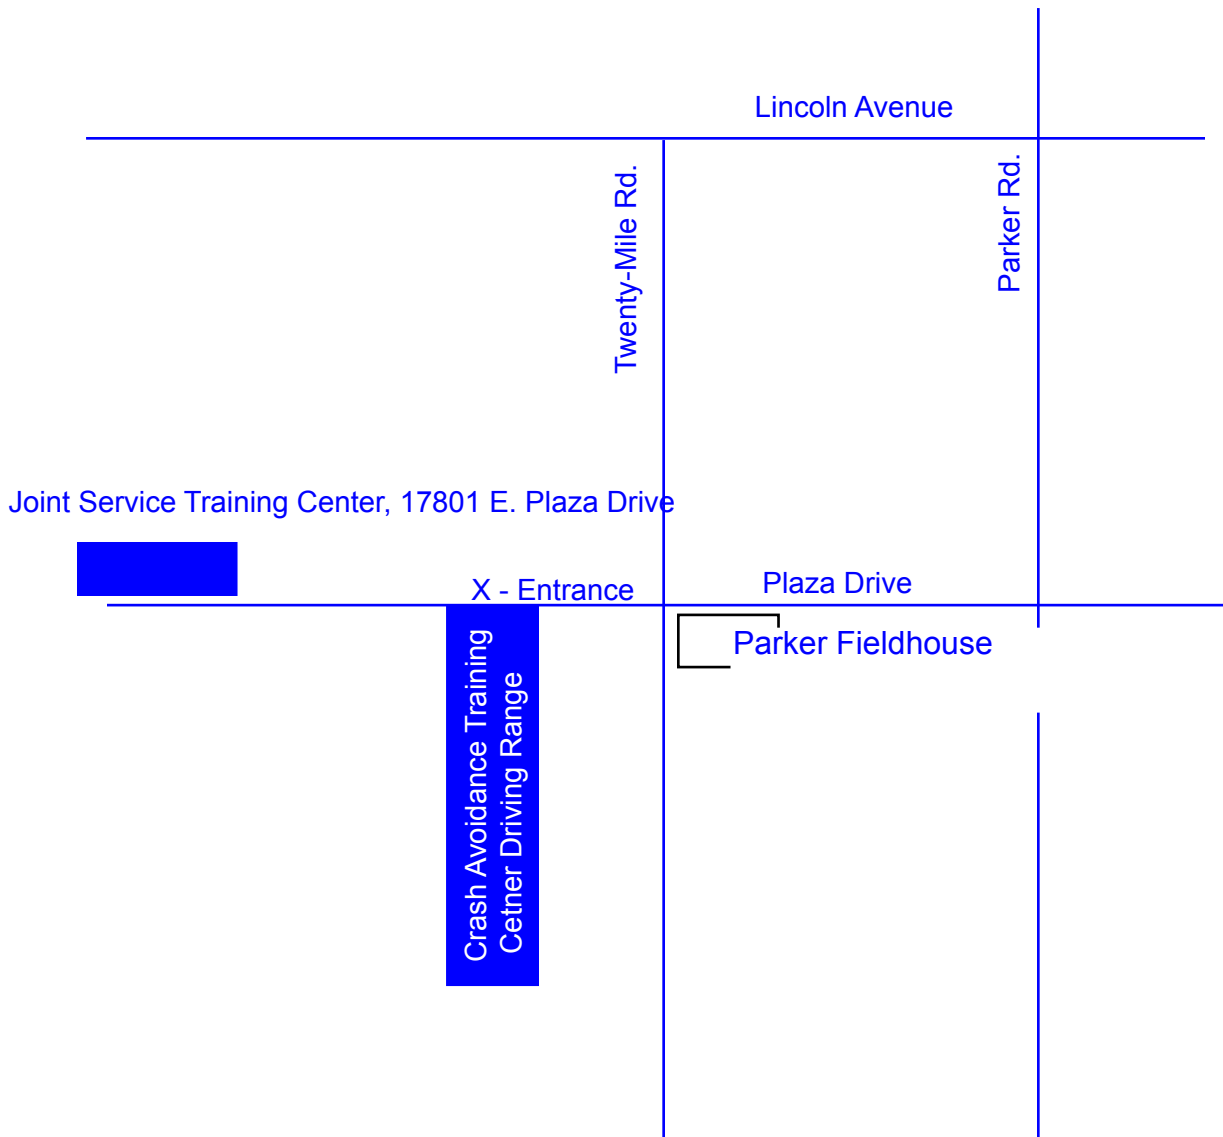 Lincoln Avenue
Twenty-Mile Rd.
Parker Rd.
Joint Service Training Center, 17801 E. Plaza Drive
X - Entrance
Plaza Drive
Parker Fieldhouse
Crash Avoidance Training
Cetner Driving Range